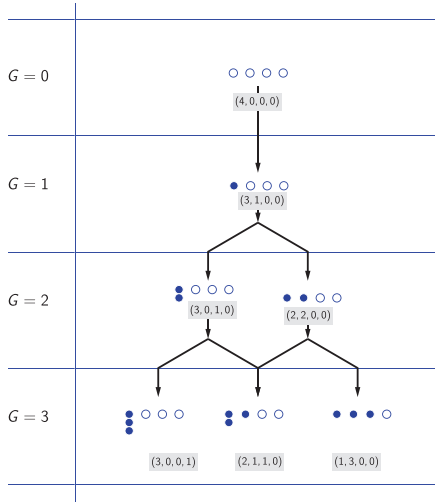 G = 0
(4, 0, 0, 0)
G = 1
(3, 1, 0, 0)
G = 2
(3, 0, 1, 0)
(2, 2, 0, 0)
G = 3
(3, 0, 0, 1)
(2, 1, 1, 0)
(1, 3, 0, 0)